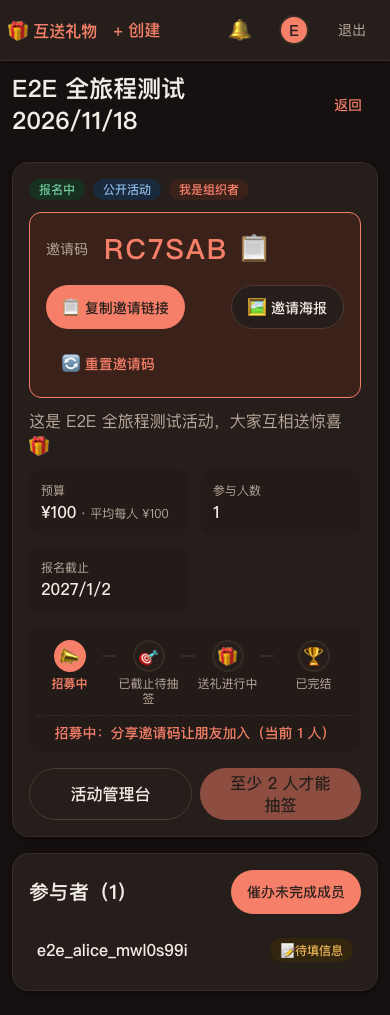 互送礼物 + 创建 E 退出
E2E 全旅程测试
2026/11/18
返回
报名中 公开活动 我是组织者
邀请码 RC7SAB
复制邀请链接 邀请海报
重置邀请码
这是 E2E 全旅程测试活动，大家互相送惊喜
预算 参与人数
¥100 · 平均每人 ¥100 1
报名截止
2027/1/2
招募中 已截止待抽签 送礼进行中 已完结
招募中：分享邀请码让朋友加入（当前 1 人）
活动管理台 至少 2 人才能
抽签
参与者（1） 催办未完成成员
e2e_alice_mwl0s99i 待填信息